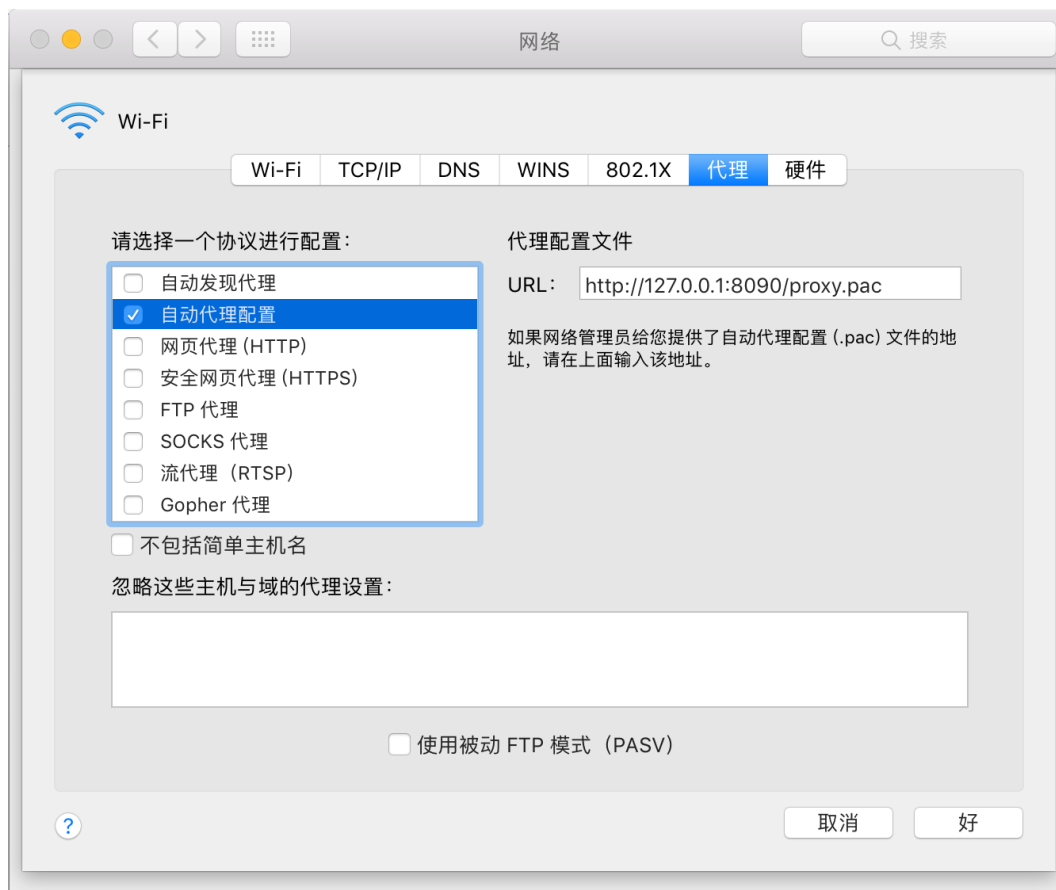 网络
搜索
Wi-Fi
Wi-Fi TCP/IP DNS WINS 802.1X 代理 硬件
请选择一个协议进行配置：
自动发现代理
自动代理配置
网页代理 (HTTP)
安全网页代理 (HTTPS)
FTP 代理
SOCKS 代理
流代理（RTSP）
Gopher 代理
代理配置文件
URL： http://127.0.0.1:8090/proxy.pac
如果网络管理员给您提供了自动代理配置 (.pac) 文件的地
址，请在上面输入该地址。
不包括简单主机名
忽略这些主机与域的代理设置：
使用被动 FTP 模式（PASV）
?
取消 好